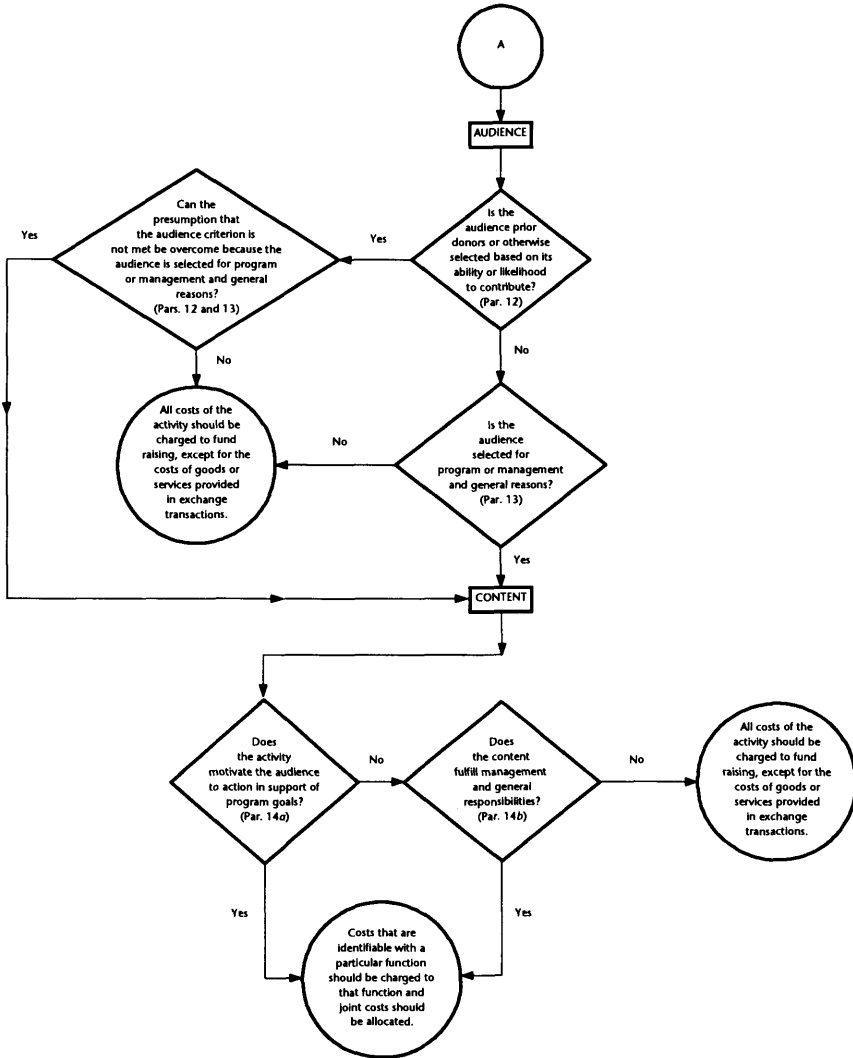 A
AUDIENCE
Is the
audience prior
donors or otherwise
selected based on its
ability or likelihood
to contribute?
(Par. 12)
Yes
Can the
presumption that
the audience criterion is
not met be overcome because the
audience is selected for program
or management and general
reasons?
(Pars. 12 and 13)
Yes
No
No
All costs of the
activity should be
charged to fund
raising, except for the
costs of goods or
services provided
in exchange
transactions.
No
Is the
audience
selected for
program or management
and general reasons?
(Par. 13)
Yes
CONTENT
Does
the activity
motivate the audience
to action in support of
program goals?
(Par. 14a)
No
Does
the content
fulfill management
and general
responsibilities?
(Par. 14b)
No
All costs of the
activity should be
charged to fund
raising, except for the
costs of goods or
services provided
in exchange
transactions.
Yes
Yes
Costs that are
identifiable with a
particular function
should be charged to
that function and
joint costs should
be allocated.